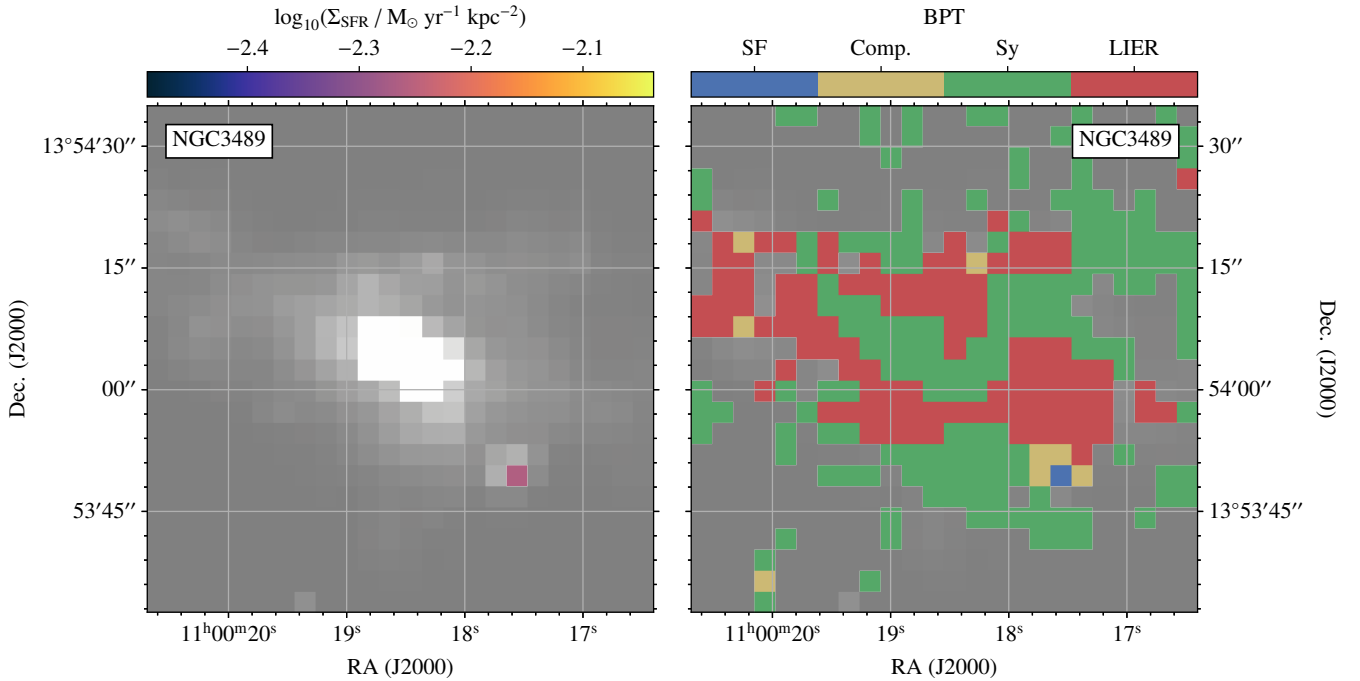 log₁₀(Σ_SFR / M⊙ yr⁻¹ kpc⁻²)
−2.4 −2.3 −2.2 −2.1
NGC3489
13°54′30″
15″
00″
53′45″
Dec. (J2000)
11ʰ00ᵐ20ˢ 19ˢ 18ˢ 17ˢ
RA (J2000)
BPT
SF Comp. Sy LIER
NGC3489
30″
15″
54′00″
13°53′45″
Dec. (J2000)
11ʰ00ᵐ20ˢ 19ˢ 18ˢ 17ˢ
RA (J2000)